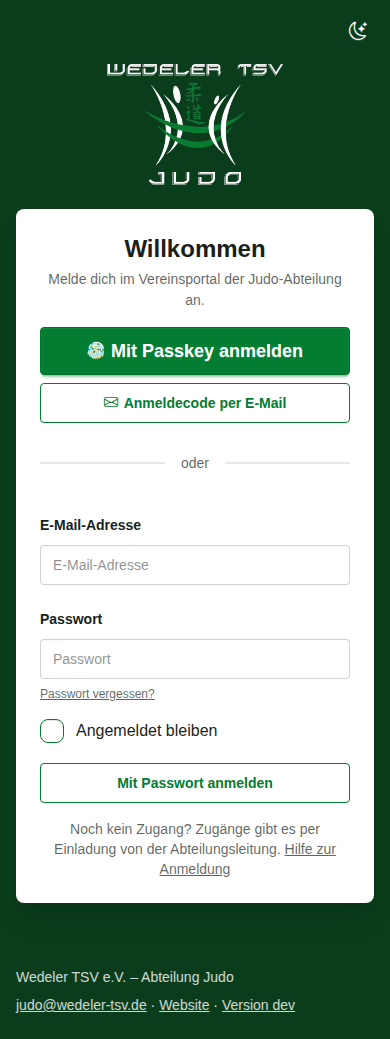 WEDELER TSV
柔
道
JUDO
Willkommen
Melde dich im Vereinsportal der Judo-Abteilung
an.
Mit Passkey anmelden
Anmeldecode per E-Mail
oder
E-Mail-Adresse
E-Mail-Adresse
Passwort
Passwort
Passwort vergessen?
Angemeldet bleiben
Mit Passwort anmelden
Noch kein Zugang? Zugänge gibt es per
Einladung von der Abteilungsleitung. Hilfe zur
Anmeldung
Wedeler TSV e.V. – Abteilung Judo
judo@wedeler-tsv.de · Website · Version dev